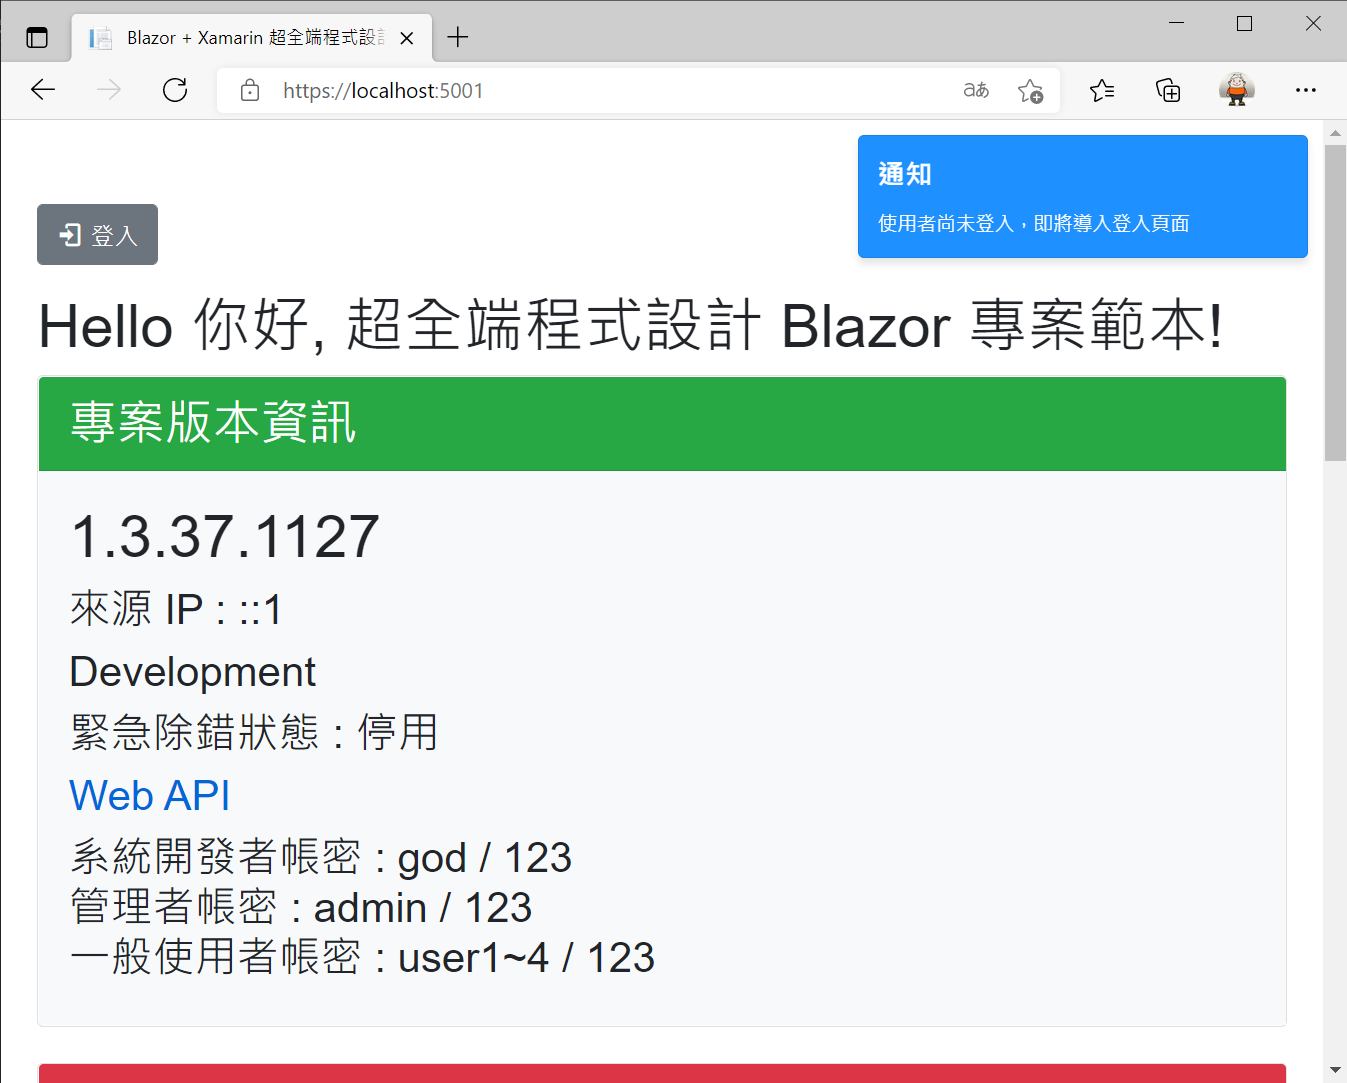 Blazor + Xamarin 超全端程式設
https://localhost:5001
aあ
通知
使用者尚未登入，即將導入登入頁面
登入
Hello 你好, 超全端程式設計 Blazor 專案範本!
專案版本資訊
1.3.37.1127
來源 IP : ::1
Development
緊急除錯狀態 : 停用
Web API
系統開發者帳密 : god / 123
管理者帳密 : admin / 123
一般使用者帳密 : user1~4 / 123